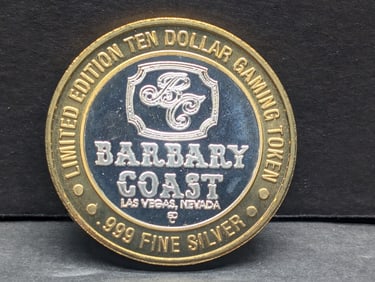 LIMITED EDITION TEN DOLLAR GAMING TOKEN
BC
BARBARY
COAST
LAS VEGAS, NEVADA
.999 FINE SILVER